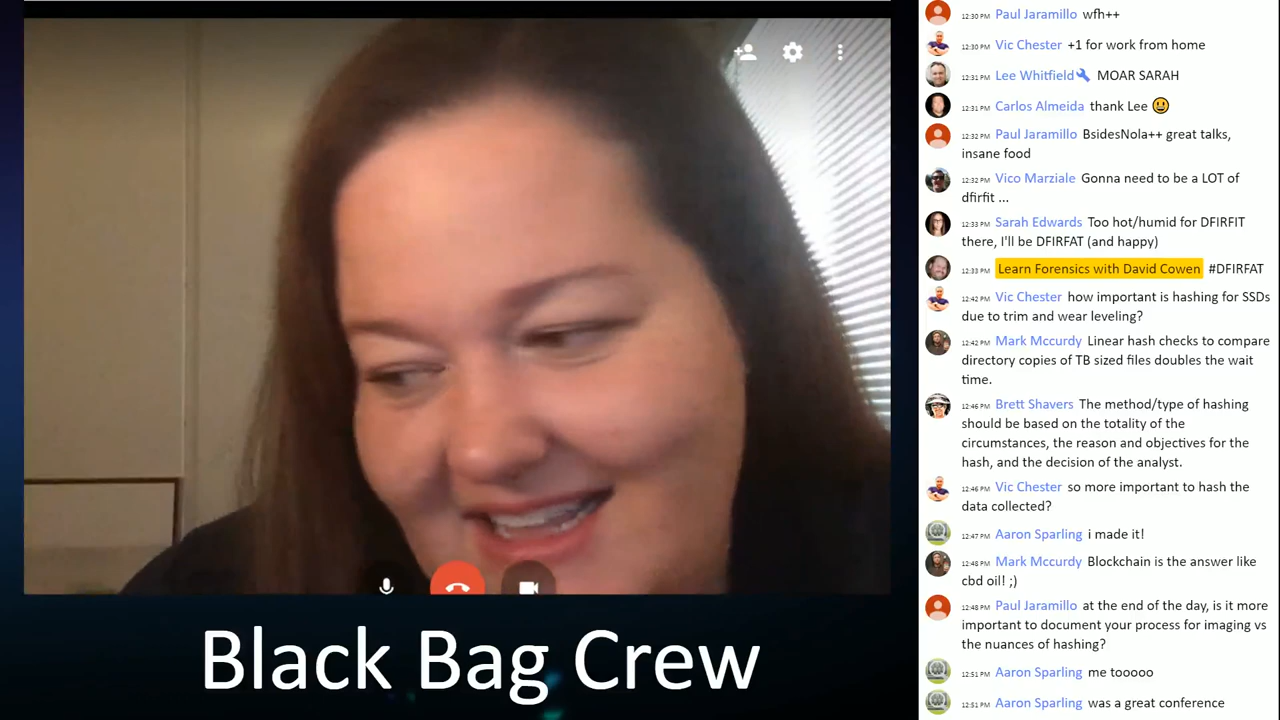 12:30 PM Paul Jaramillo wfh++
12:30 PM Vic Chester +1 for work from home
12:31 PM Lee Whitfield MOAR SARAH
12:31 PM Carlos Almeida thank Lee 😃
12:32 PM Paul Jaramillo BsidesNola++ great talks,
insane food
12:32 PM Vico Marziale Gonna need to be a LOT of
dfirfit ...
12:33 PM Sarah Edwards Too hot/humid for DFIRFIT
there, I'll be DFIRFAT (and happy)
12:33 PM Learn Forensics with David Cowen #DFIRFAT
12:42 PM Vic Chester how important is hashing for SSDs
due to trim and wear leveling?
12:42 PM Mark Mccurdy Linear hash checks to compare
directory copies of TB sized files doubles the wait
time.
12:46 PM Brett Shavers The method/type of hashing
should be based on the totality of the
circumstances, the reason and objectives for the
hash, and the decision of the analyst.
12:46 PM Vic Chester so more important to hash the
data collected?
12:47 PM Aaron Sparling i made it!
12:48 PM Mark Mccurdy Blockchain is the answer like
cbd oil! ;)
12:48 PM Paul Jaramillo at the end of the day, is it more
important to document your process for imaging vs
the nuances of hashing?
12:51 PM Aaron Sparling me tooooo
12:51 PM Aaron Sparling was a great conference
Black Bag Crew